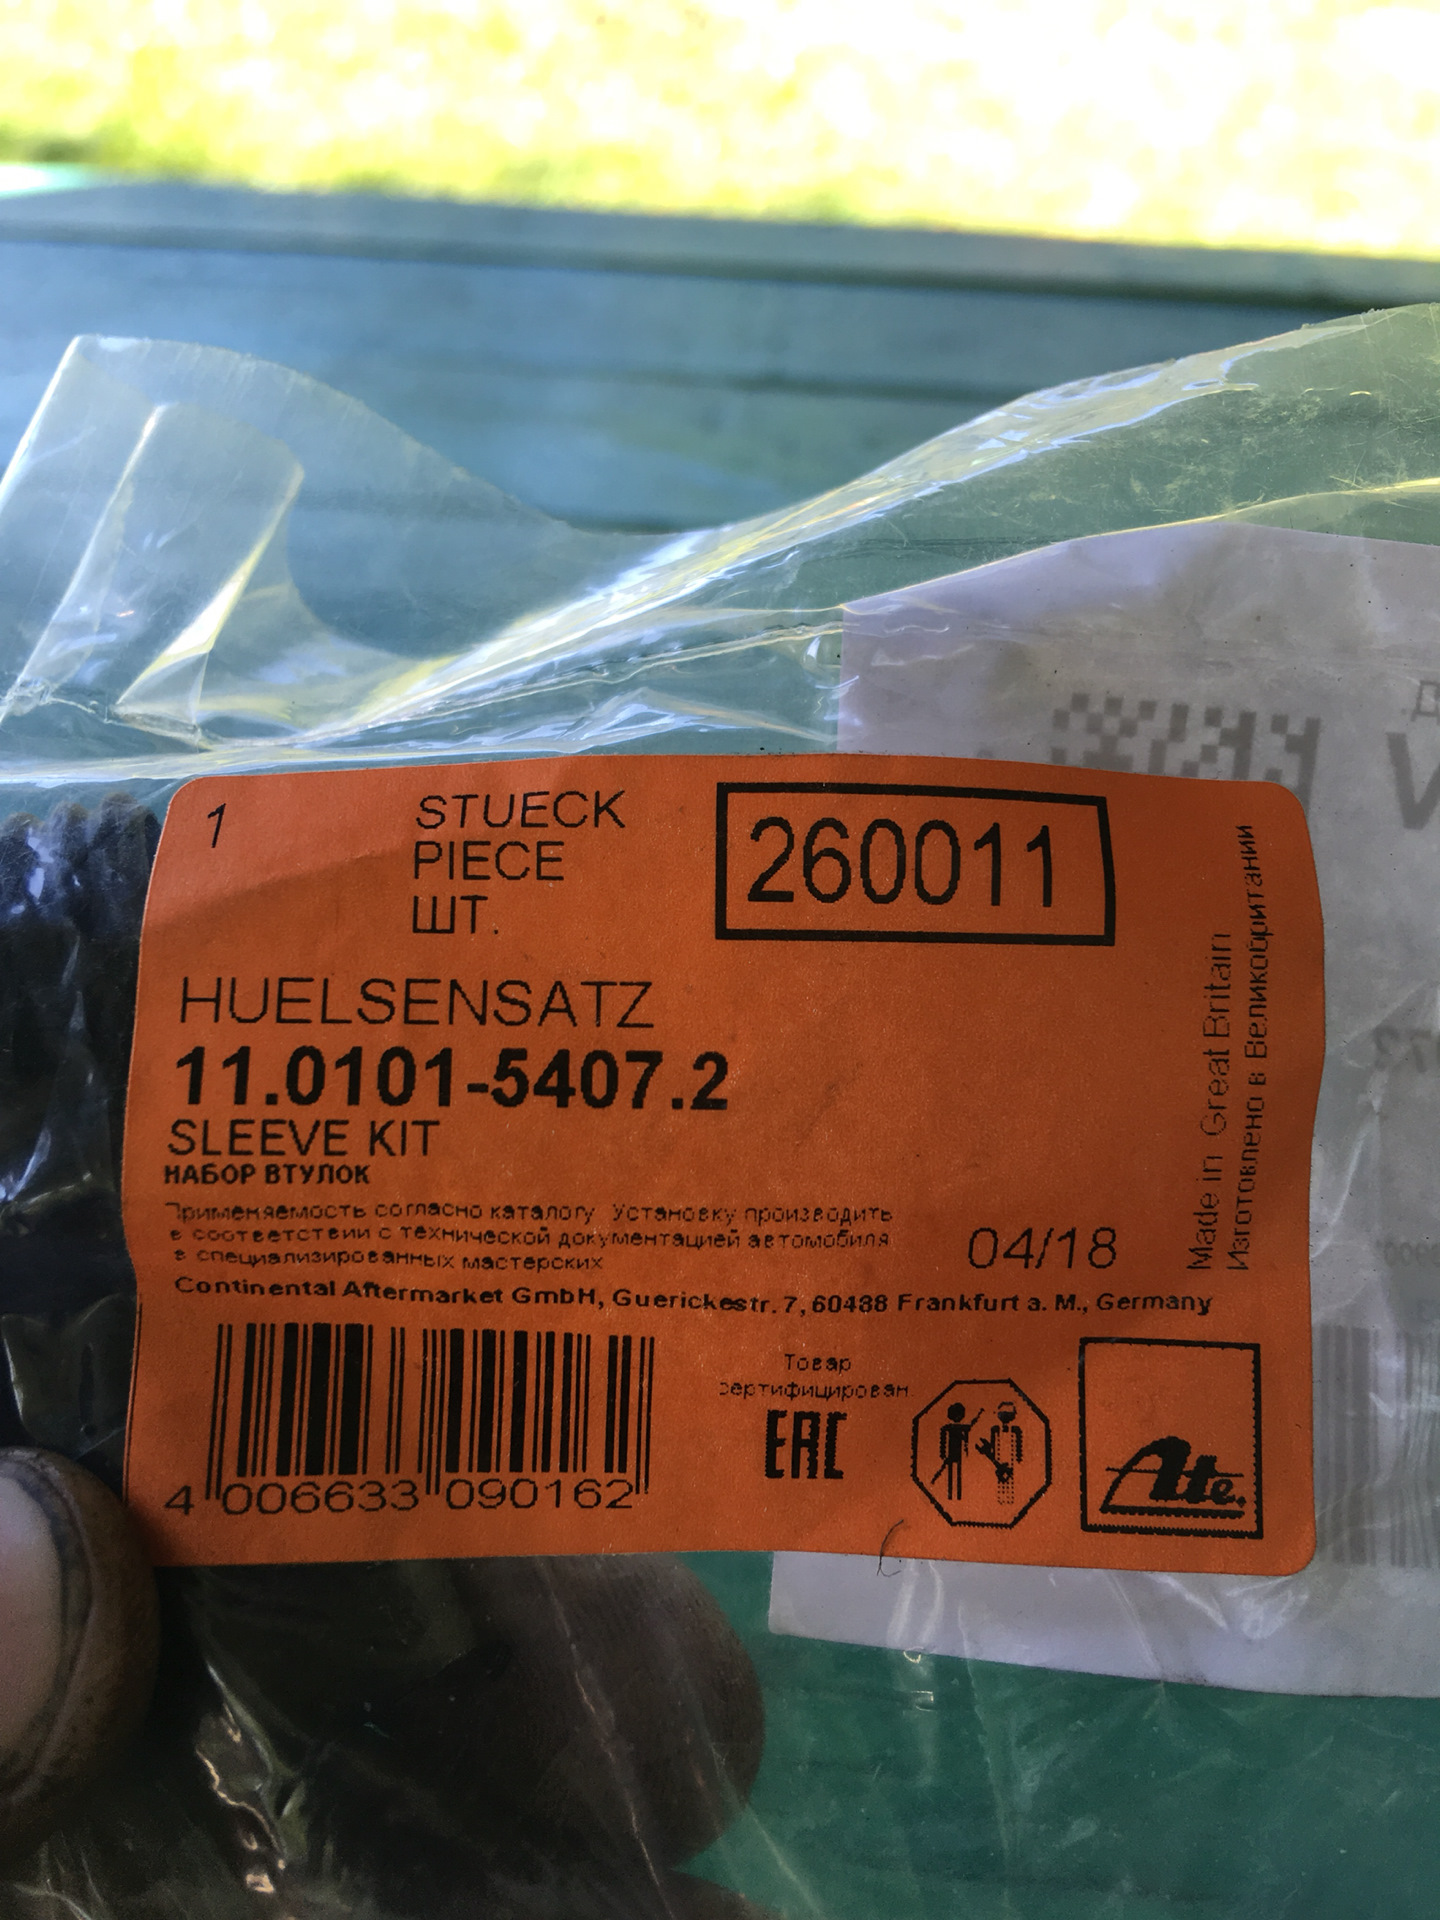 1
STUECK
PIECE
ШТ.
260011
HUELSENSATZ
11.0101-5407.2
SLEEVE KIT
НАБОР ВТУЛОК
Применяемость согласно каталогу. Установку производить
в соответствии с технической документацией автомобиля
в специализированных мастерских
04/18
Continental Aftermarket GmbH, Guerickestr. 7, 60488 Frankfurt a. M., Germany
Made in Great Britain
Изготовлено в Великобритании
4 006633 090162
Товар
сертифицирован
EAC
Ate